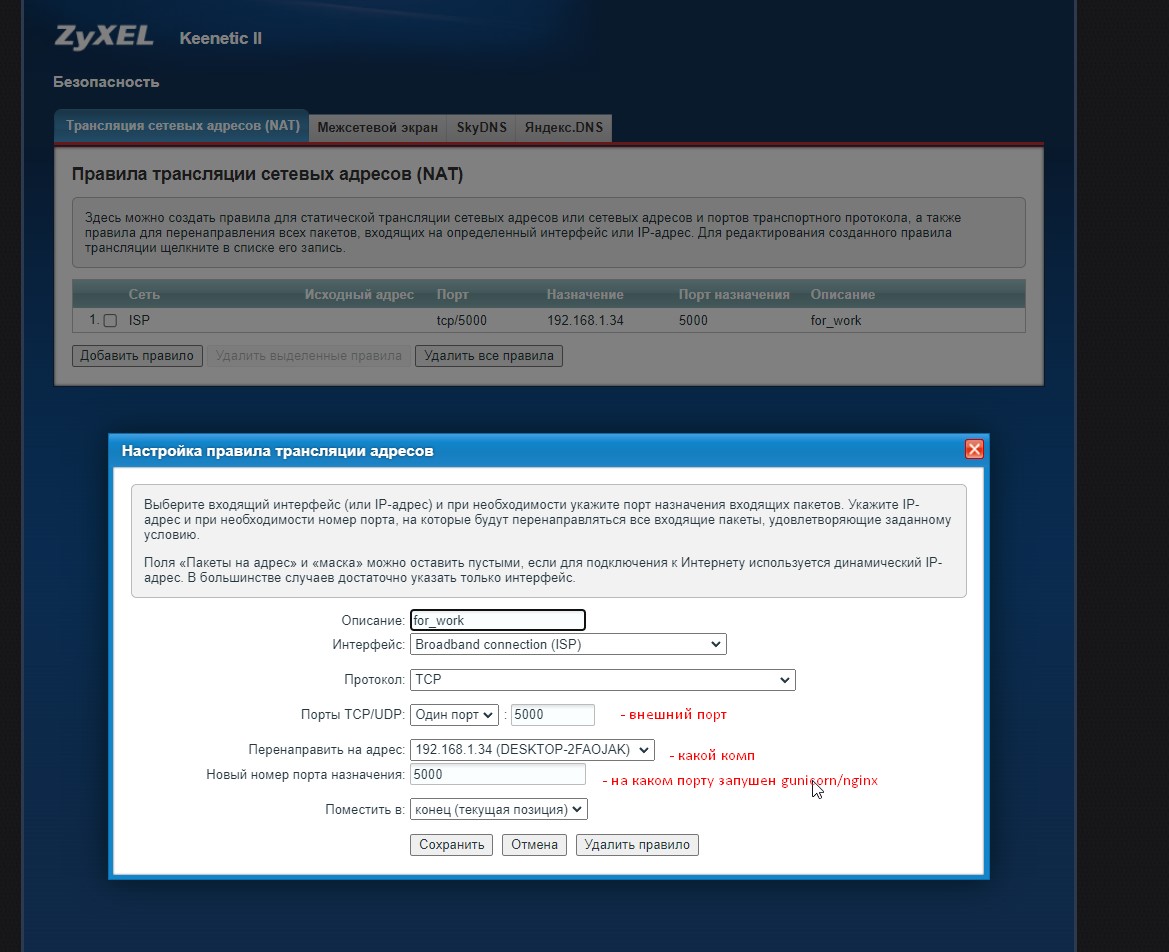 ZyXEL Keenetic II
Безопасность
Трансляция сетевых адресов (NAT) Межсетевой экран SkyDNS Яндекс.DNS
Правила трансляции сетевых адресов (NAT)
Здесь можно создать правила для статической трансляции сетевых адресов или сетевых адресов и портов транспортного протокола, а также
правила для перенаправления всех пакетов, входящих на определенный интерфейс или IP-адрес. Для редактирования созданного правила
трансляции щелкните в списке его запись.
Сеть Исходный адрес Порт Назначение Порт назначения Описание
1. ISP tcp/5000 192.168.1.34 5000 for_work
Добавить правило Удалить выделенные правила Удалить все правила
Настройка правила трансляции адресов
Выберите входящий интерфейс (или IP-адрес) и при необходимости укажите порт назначения входящих пакетов. Укажите IP-
адрес и при необходимости номер порта, на которые будут перенаправляться все входящие пакеты, удовлетворяющие заданному
условию.
Поля «Пакеты на адрес» и «маска» можно оставить пустыми, если для подключения к Интернету используется динамический IP-
адрес. В большинстве случаев достаточно указать только интерфейс.
Описание: for_work
Интерфейс: Broadband connection (ISP)
Протокол: TCP
Порты TCP/UDP: Один порт : 5000 - внешний порт
Перенаправить на адрес: 192.168.1.34 (DESKTOP-2FAOJAK) - какой комп
Новый номер порта назначения: 5000 - на каком порту запушен gunicorn/nginx
Поместить в: конец (текущая позиция)
Сохранить Отмена Удалить правило